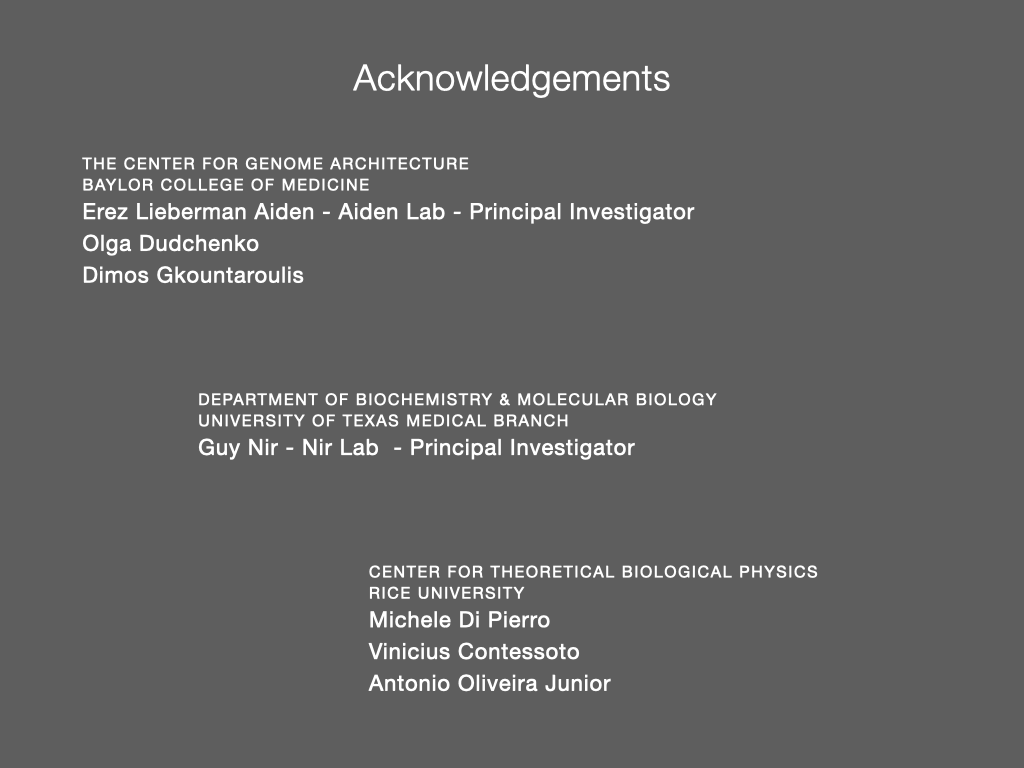 Acknowledgements
THE CENTER FOR GENOME ARCHITECTURE
BAYLOR COLLEGE OF MEDICINE
Erez Lieberman Aiden - Aiden Lab - Principal Investigator
Olga Dudchenko
Dimos Gkountaroulis
DEPARTMENT OF BIOCHEMISTRY & MOLECULAR BIOLOGY
UNIVERSITY OF TEXAS MEDICAL BRANCH
Guy Nir - Nir Lab  - Principal Investigator
CENTER FOR THEORETICAL BIOLOGICAL PHYSICS
RICE UNIVERSITY
Michele Di Pierro
Vinicius Contessoto
Antonio Oliveira Junior